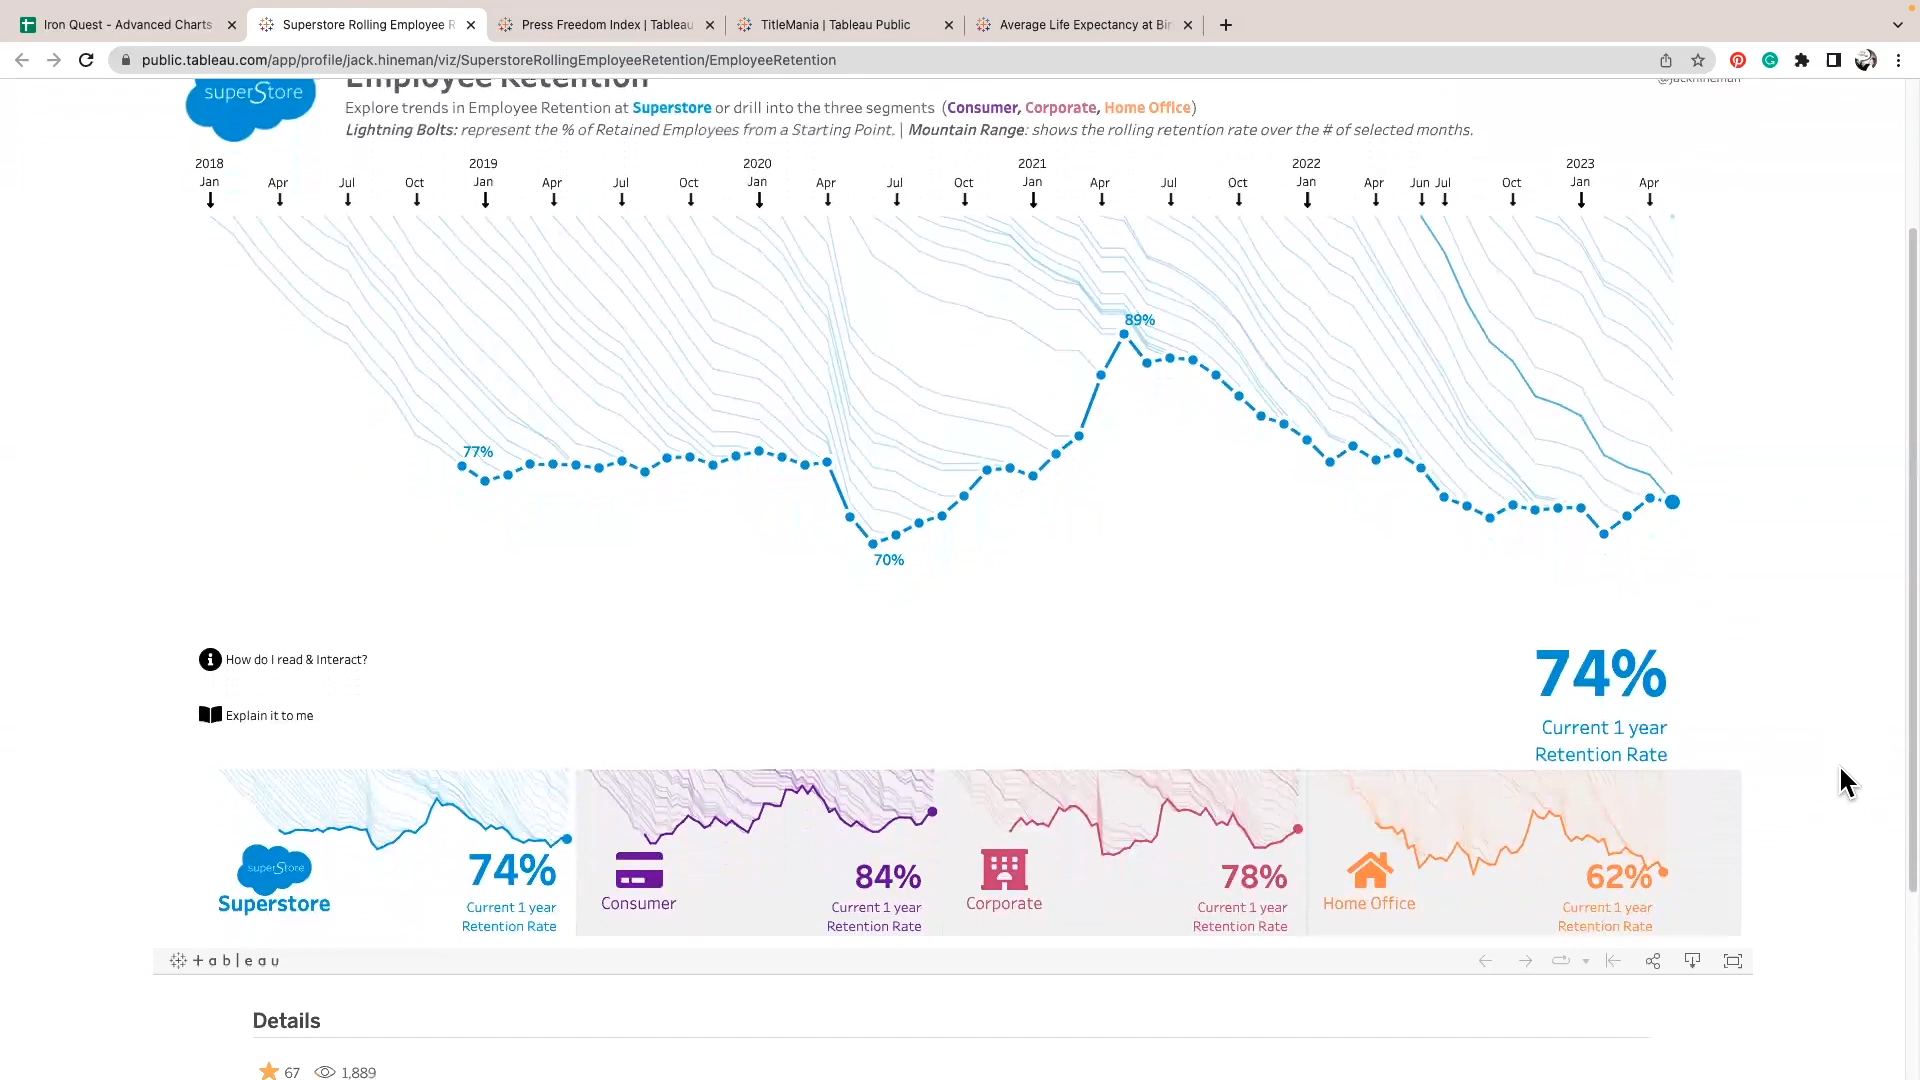 Iron Quest - Advanced Charts
Superstore Rolling Employee R
Press Freedom Index | Tableau
TitleMania | Tableau Public
Average Life Expectancy at Bir
public.tableau.com/app/profile/jack.hineman/viz/SuperstoreRollingEmployeeRetention/EmployeeRetention
superStore
Employee Retention
@jackhineman
Explore trends in Employee Retention at Superstore or drill into the three segments (Consumer, Corporate, Home Office)
Lightning Bolts: represent the % of Retained Employees from a Starting Point. | Mountain Range: shows the rolling retention rate over the # of selected months.
2018 2019 2020 2021 2022 2023
Jan Apr Jul Oct Jan Apr Jul Oct Jan Apr Jul Oct Jan Apr Jul Oct Jan Apr Jun Jul Oct Jan Apr
89%
77%
70%
How do I read & Interact?
Explain it to me
74%
Current 1 year
Retention Rate
superStore
Superstore
74%
Current 1 year
Retention Rate
Consumer
84%
Current 1 year
Retention Rate
Corporate
78%
Current 1 year
Retention Rate
Home Office
62%
Current 1 year
Retention Rate
+ a b | e a u
Details
67 1,889